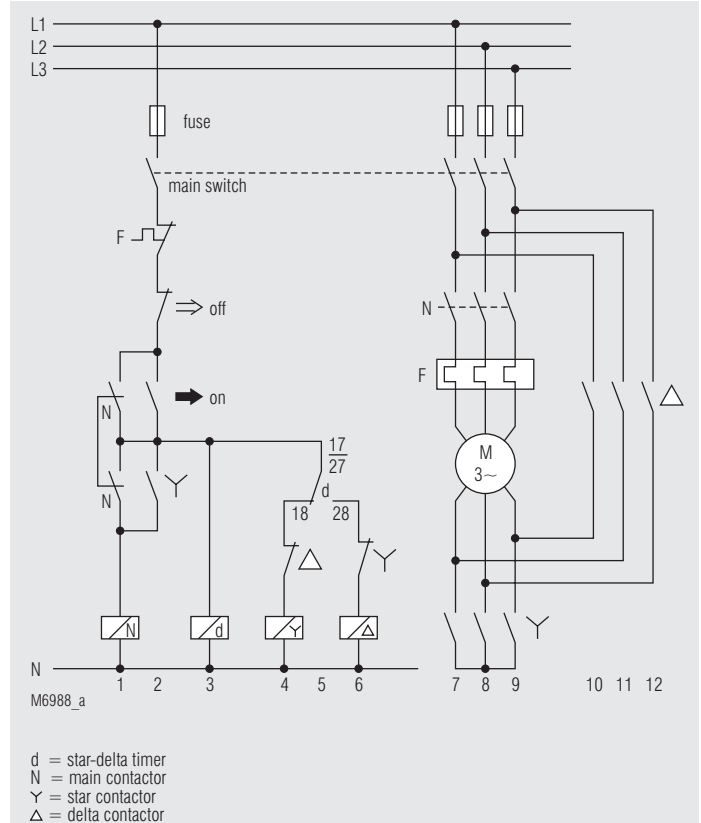 L1
L2
L3
fuse
main switch
F
off
N
F
on
N
17
27
M
3~
d
N
18 28
N d Y Δ
N
1 2 3 4 5 6 7 8 9 10 11 12
M6988_a
d = star-delta timer
N = main contactor
Y = star contactor
Δ = delta contactor